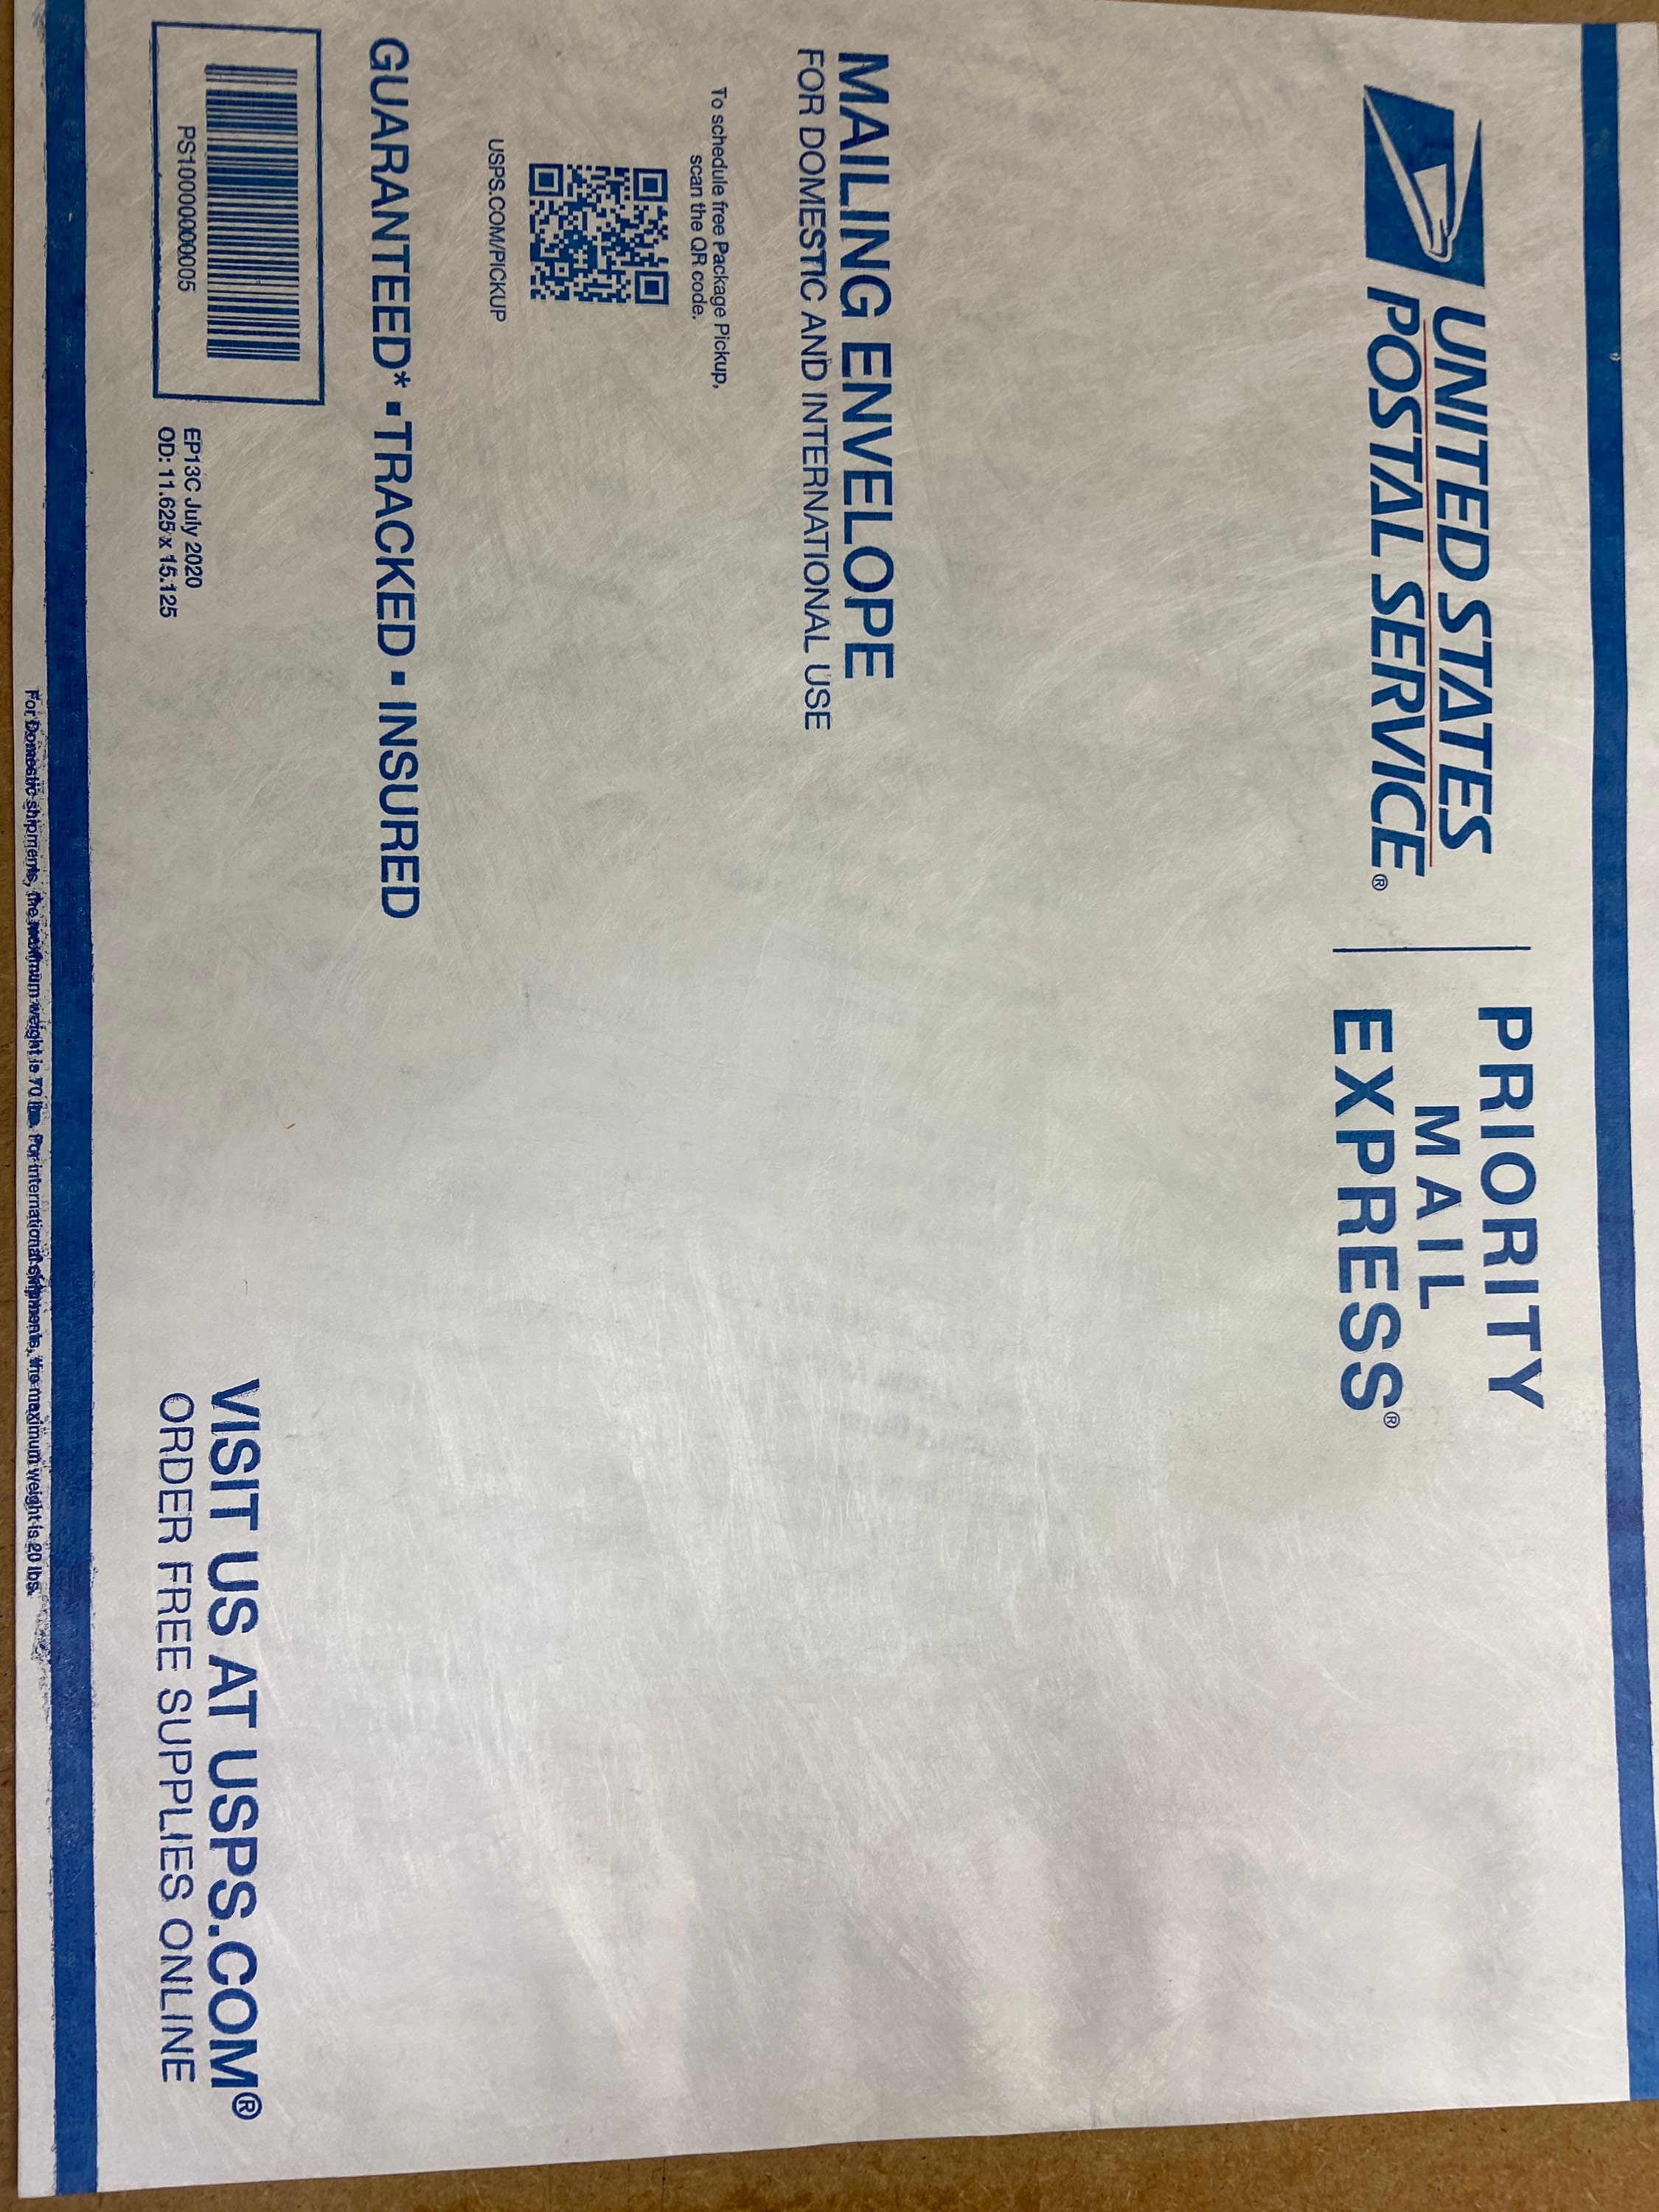 UNITED STATES
POSTAL SERVICE®
PRIORITY
MAIL
EXPRESS®
MAILING ENVELOPE
FOR DOMESTIC AND INTERNATIONAL USE
To schedule free Package Pickup,
scan the QR code.
USPS.COM/PICKUP
GUARANTEED* ▪ TRACKED ▪ INSURED
PS10000000005
EP13C July 2020
OD: 11.625 x 15.125
VISIT US AT USPS.COM®
ORDER FREE SUPPLIES ONLINE
For Domestic shipments, the maximum weight is 70 lbs. For international shipments, the maximum weight is 20 lbs.